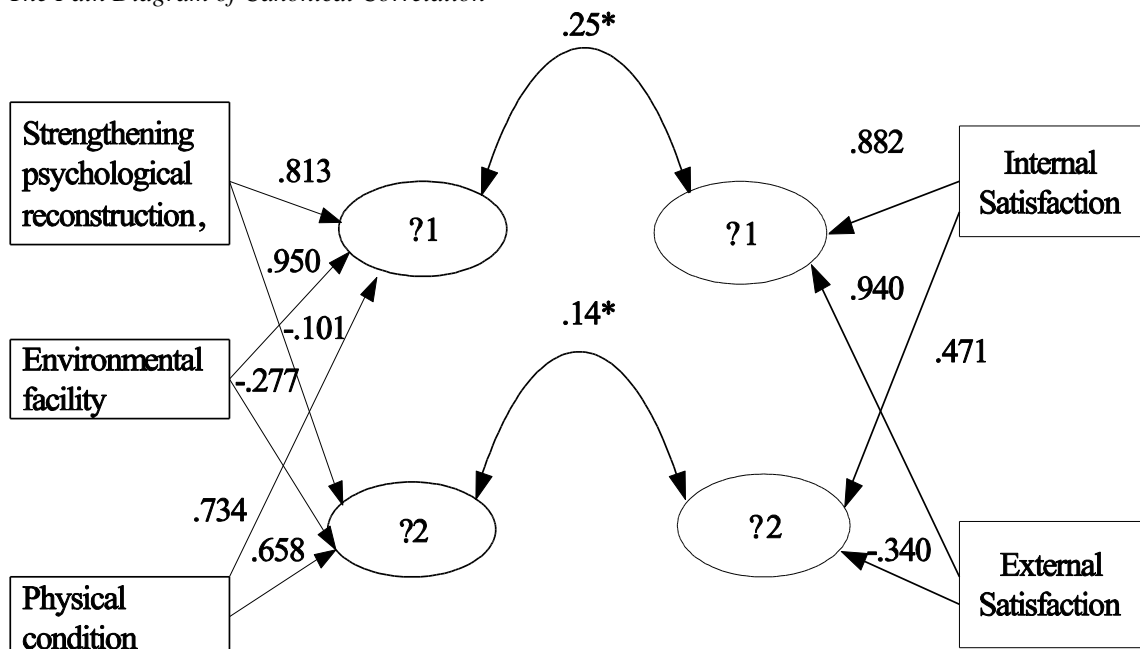 The Path Diagram of Canonical Correlation
.25*
Strengthening
psychological
reconstruction,
.813
.882
Internal
Satisfaction
?1
?1
.950
.940
-.101
.14*
.471
Environmental
facility
-.277
.734
?2
?2
.658
-.340
External
Satisfaction
Physical
condition